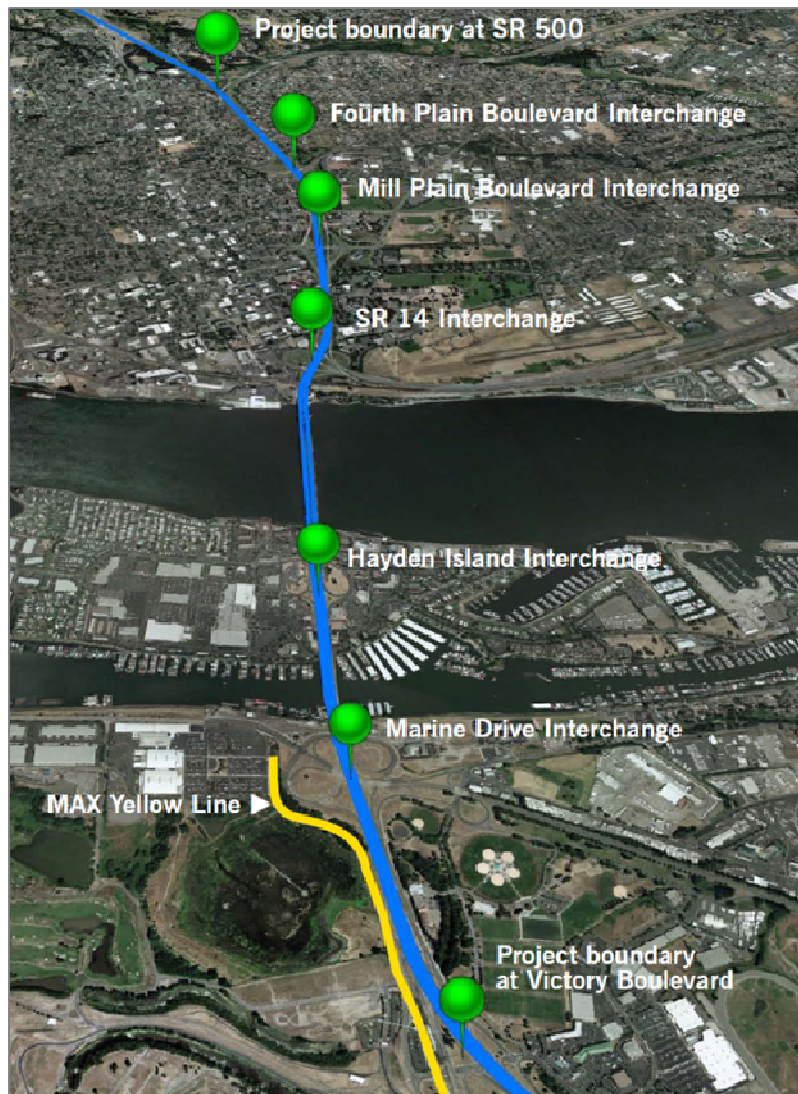 Project boundary at SR 500
Fourth Plain Boulevard Interchange
Mill Plain Boulevard Interchange
SR 14 Interchange
Hayden Island Interchange
Marine Drive Interchange
MAX Yellow Line
Project boundary
at Victory Boulevard